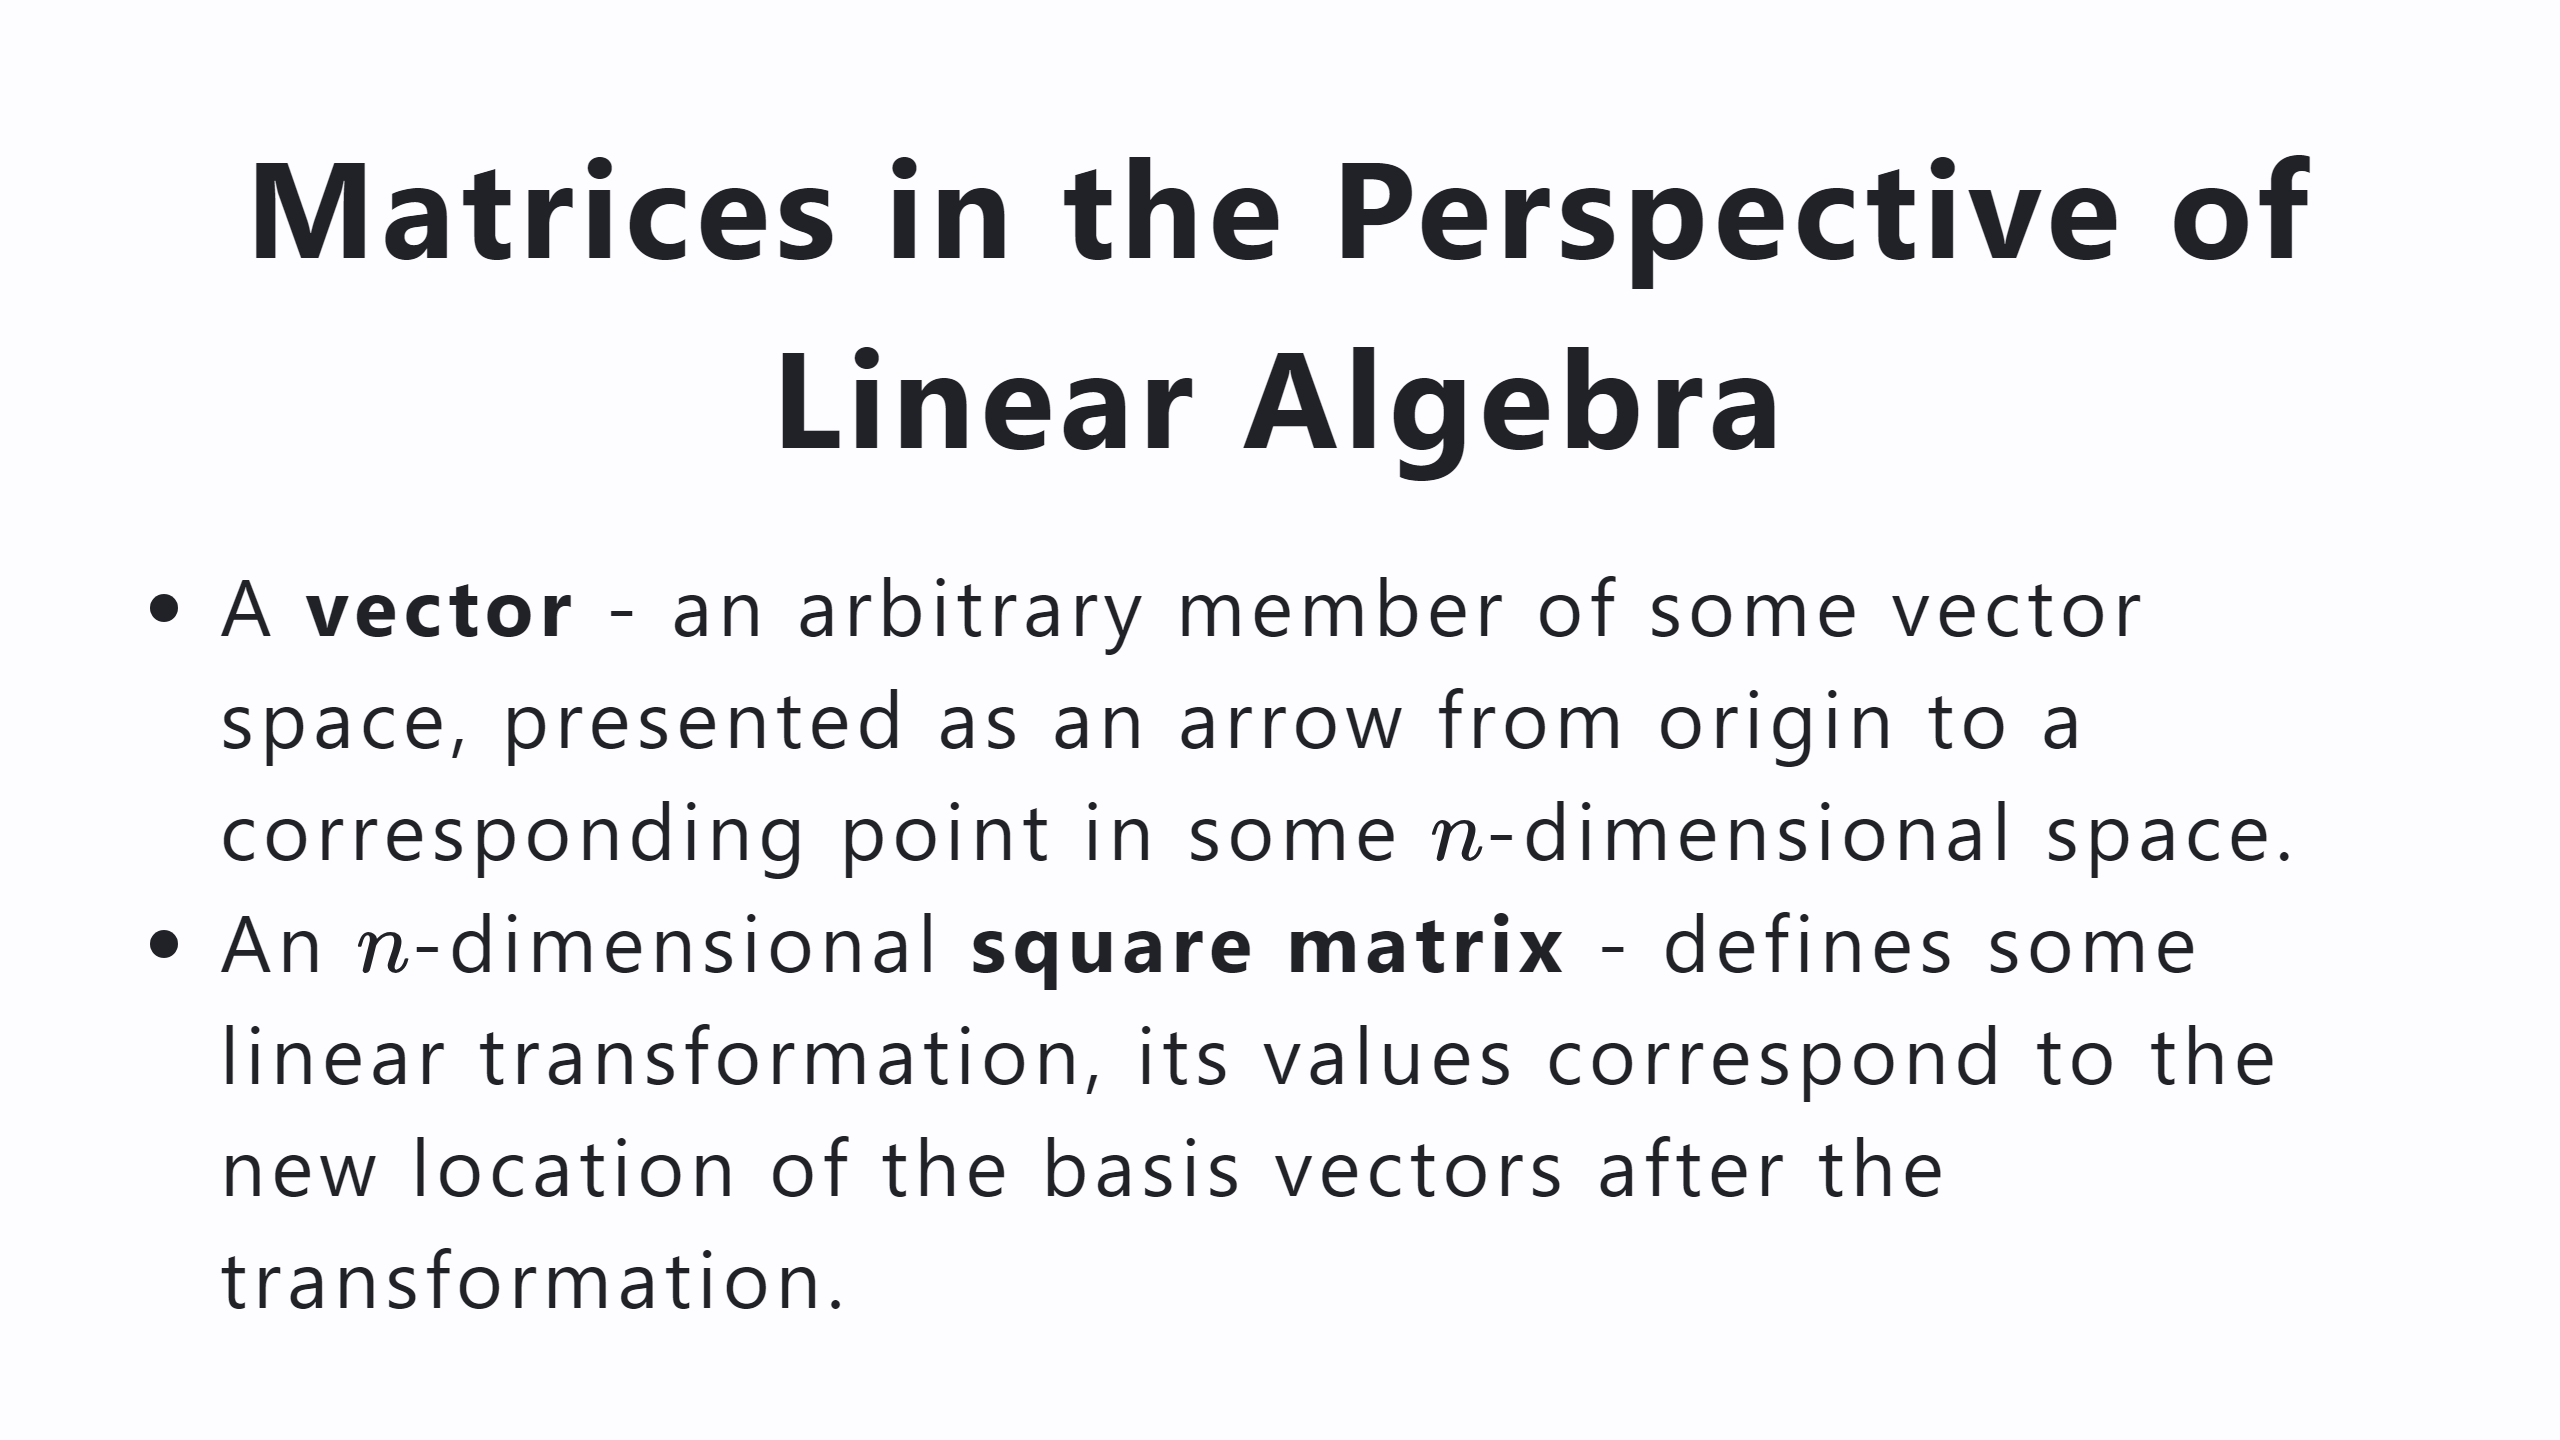 Matrices in the Perspective of
Linear Algebra
• A vector - an arbitrary member of some vector
space, presented as an arrow from origin to a
corresponding point in some n-dimensional space.
• An n-dimensional square matrix - defines some
linear transformation, its values correspond to the
new location of the basis vectors after the
transformation.